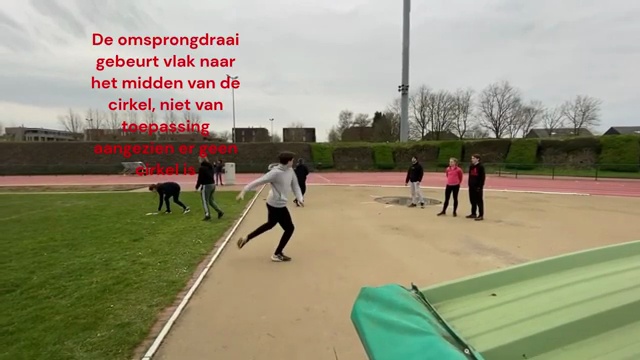 De omsprongdraai
gebeurt vlak naar
het midden van de
cirkel, niet van
toepassing
aangezien er geen
cirkel is